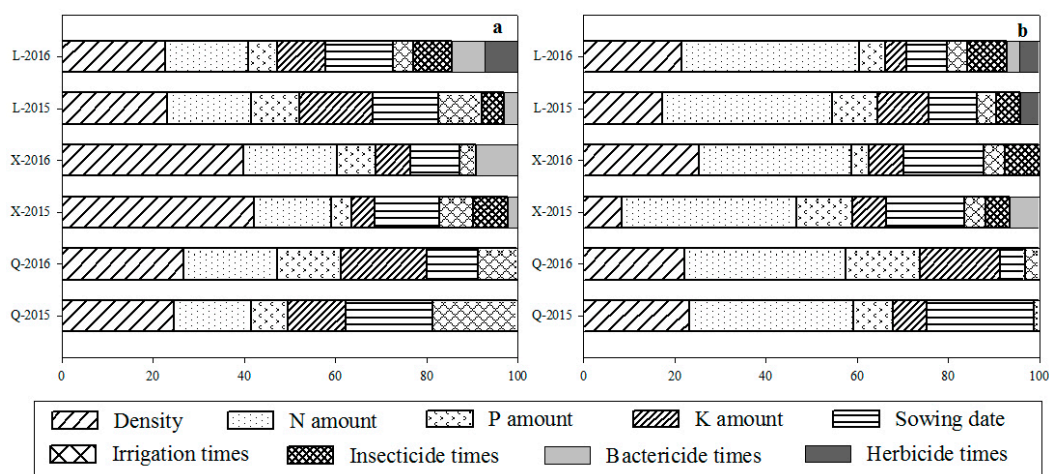 a
b
L-2016
L-2016
L-2015
L-2015
X-2016
X-2016
X-2015
X-2015
Q-2016
Q-2016
Q-2015
Q-2015
0 20 40 60 80 100
0 20 40 60 80 100
Density N amount P amount K amount Sowing date
Irrigation times Insecticide times Bactericide times Herbicide times